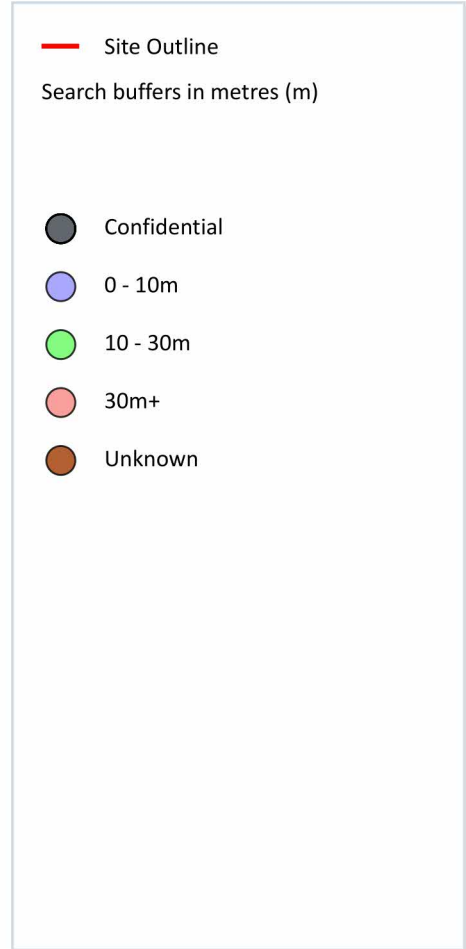 Site Outline
Search buffers in metres (m)
Confidential
0 - 10m
10 - 30m
30m+
Unknown